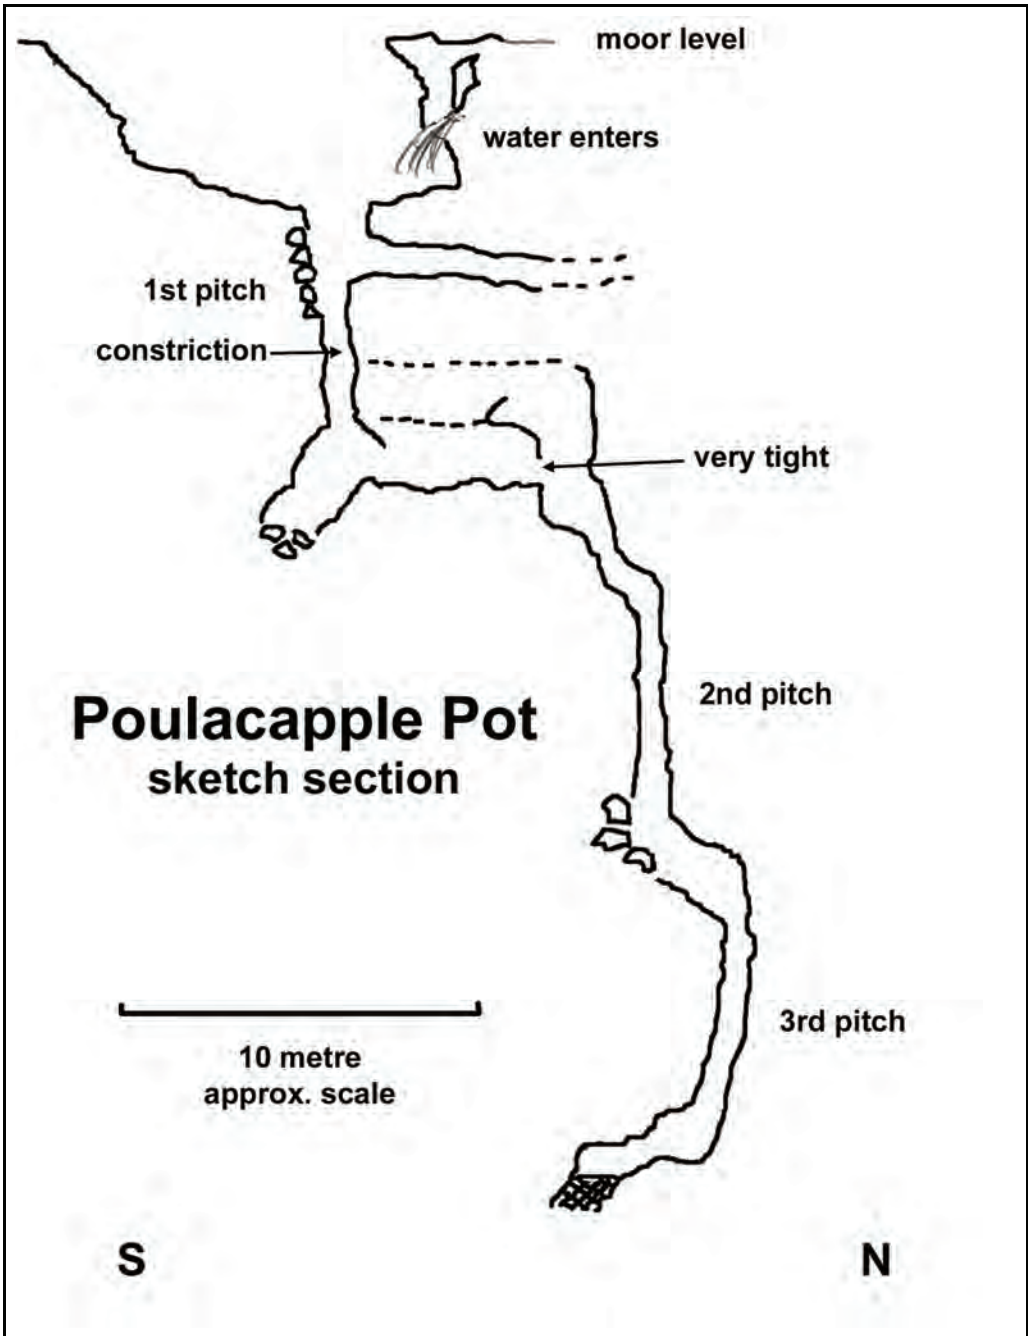 moor level
water enters
1st pitch
constriction
very tight
Poulacapple Pot
sketch section
2nd pitch
10 metre
approx. scale
3rd pitch
S
N